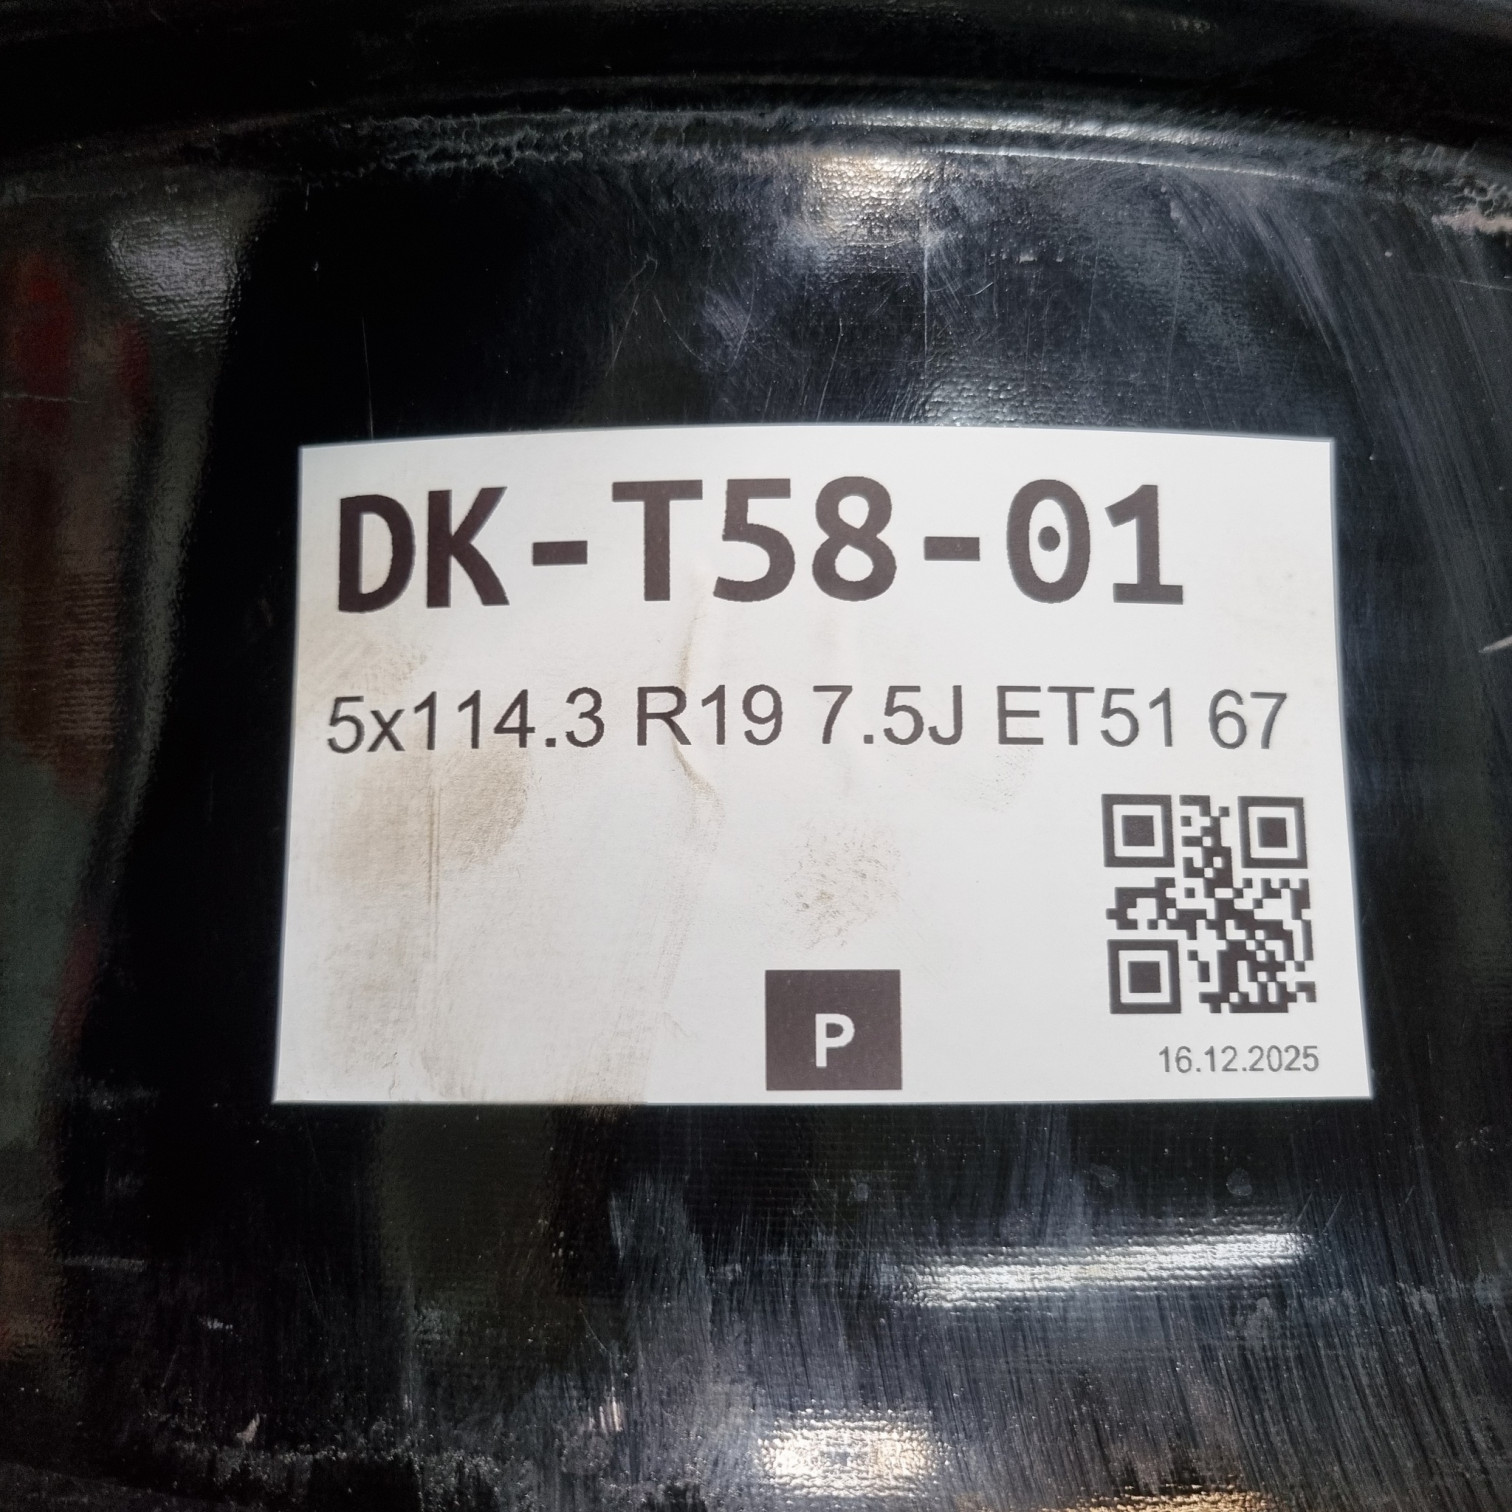 DK-T58-01
5x114.3 R19 7.5J ET51 67
P
16.12.2025